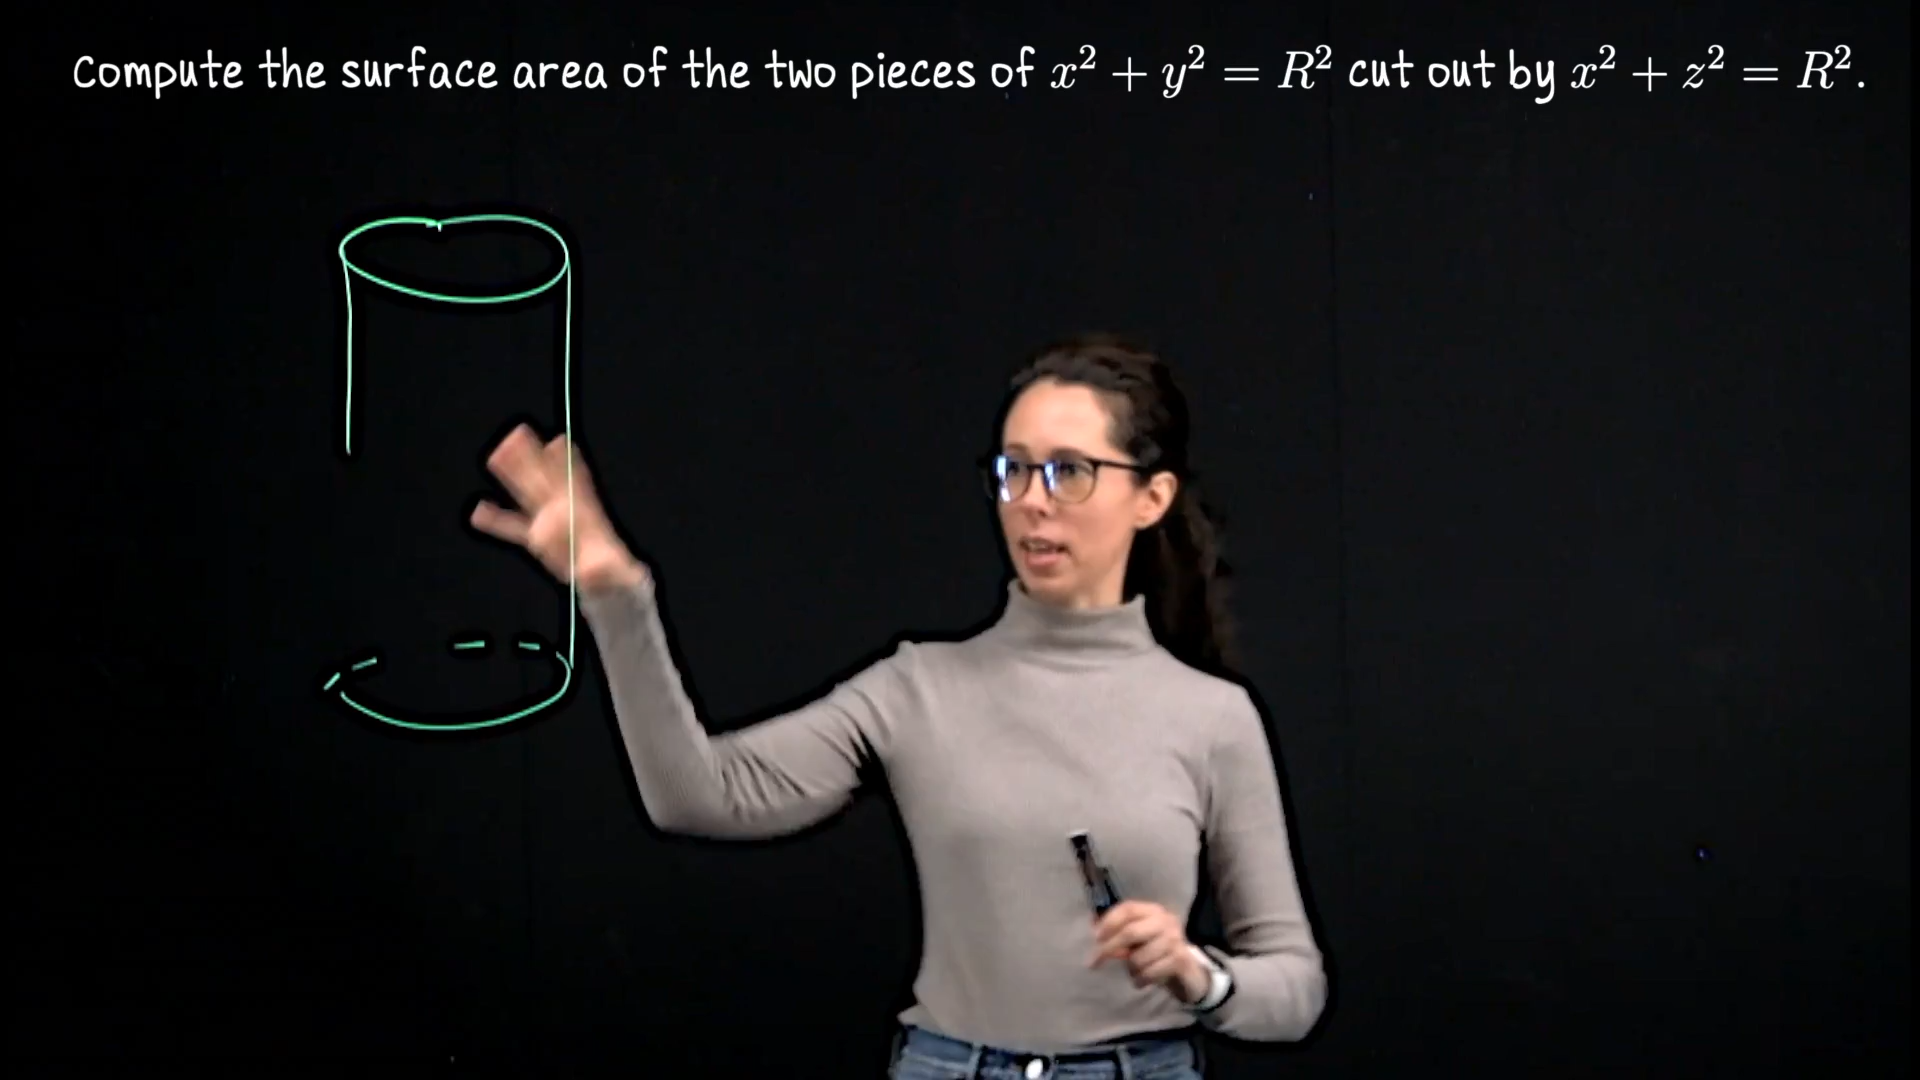 Compute the surface area of the two pieces of x² + y² = R² cut out by x² + z² = R².